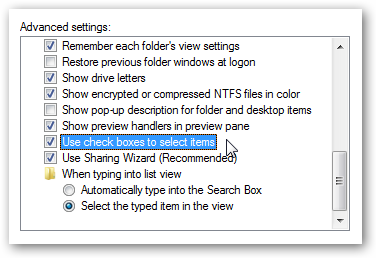 Advanced settings:
Remember each folder's view settings
Restore previous folder windows at logon
Show drive letters
Show encrypted or compressed NTFS files in color
Show pop-up description for folder and desktop items
Show preview handlers in preview pane
Use check boxes to select items
Use Sharing Wizard (Recommended)
When typing into list view
Automatically type into the Search Box
Select the typed item in the view